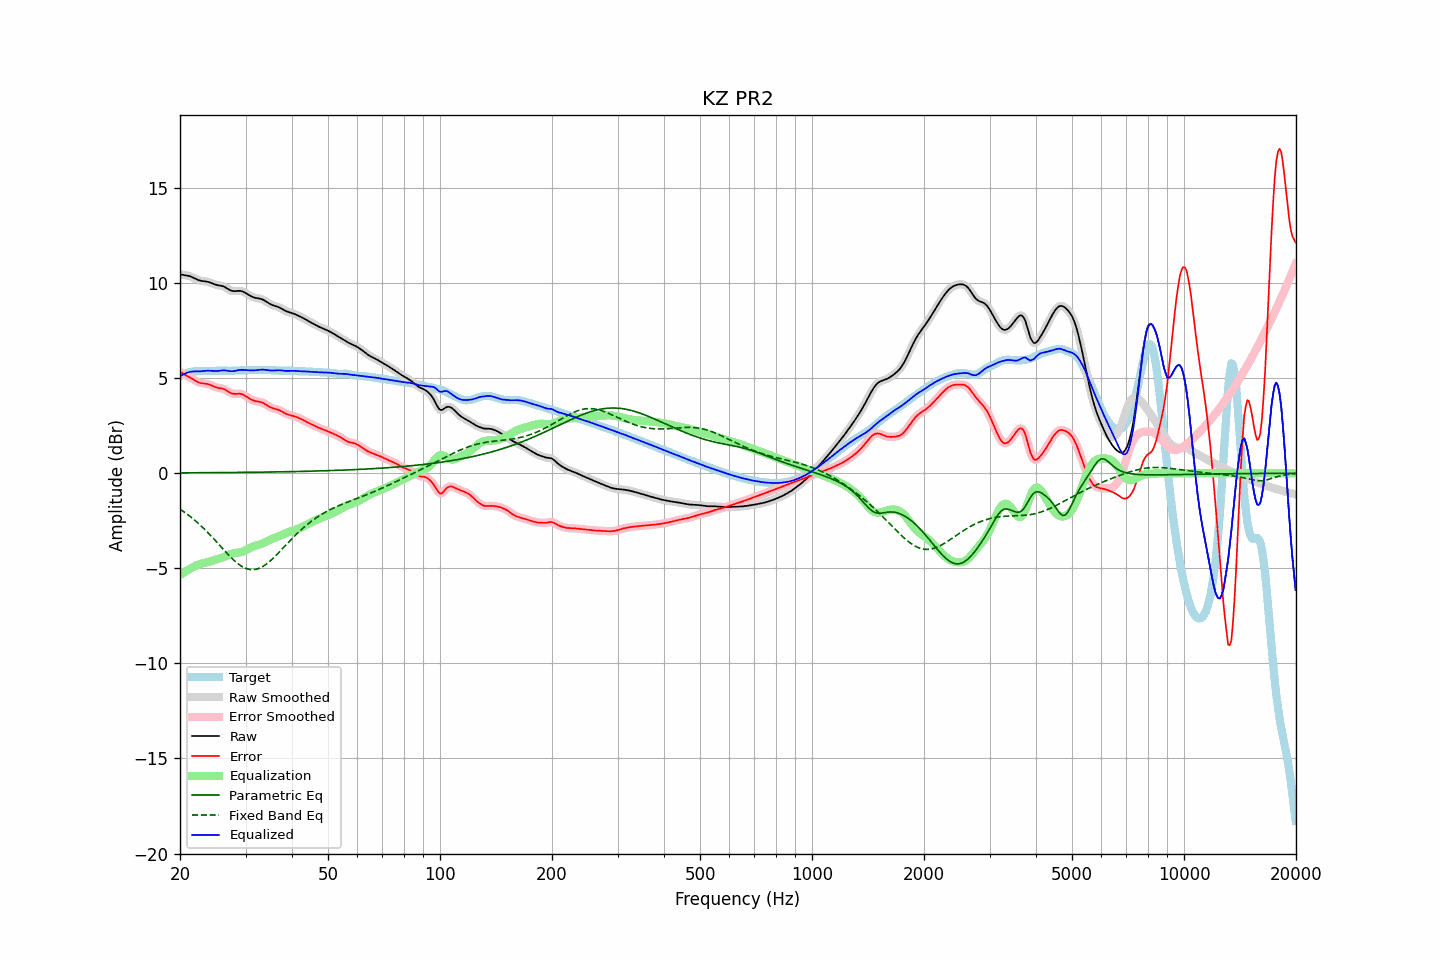 KZ PR2
Amplitude (dBr)
15
10
5
0
−5
−10
−15
−20
Target
Raw Smoothed
Error Smoothed
Raw
Error
Equalization
Parametric Eq
Fixed Band Eq
Equalized
20 50 100 200 500 1000 2000 5000 10000 20000
Frequency (Hz)